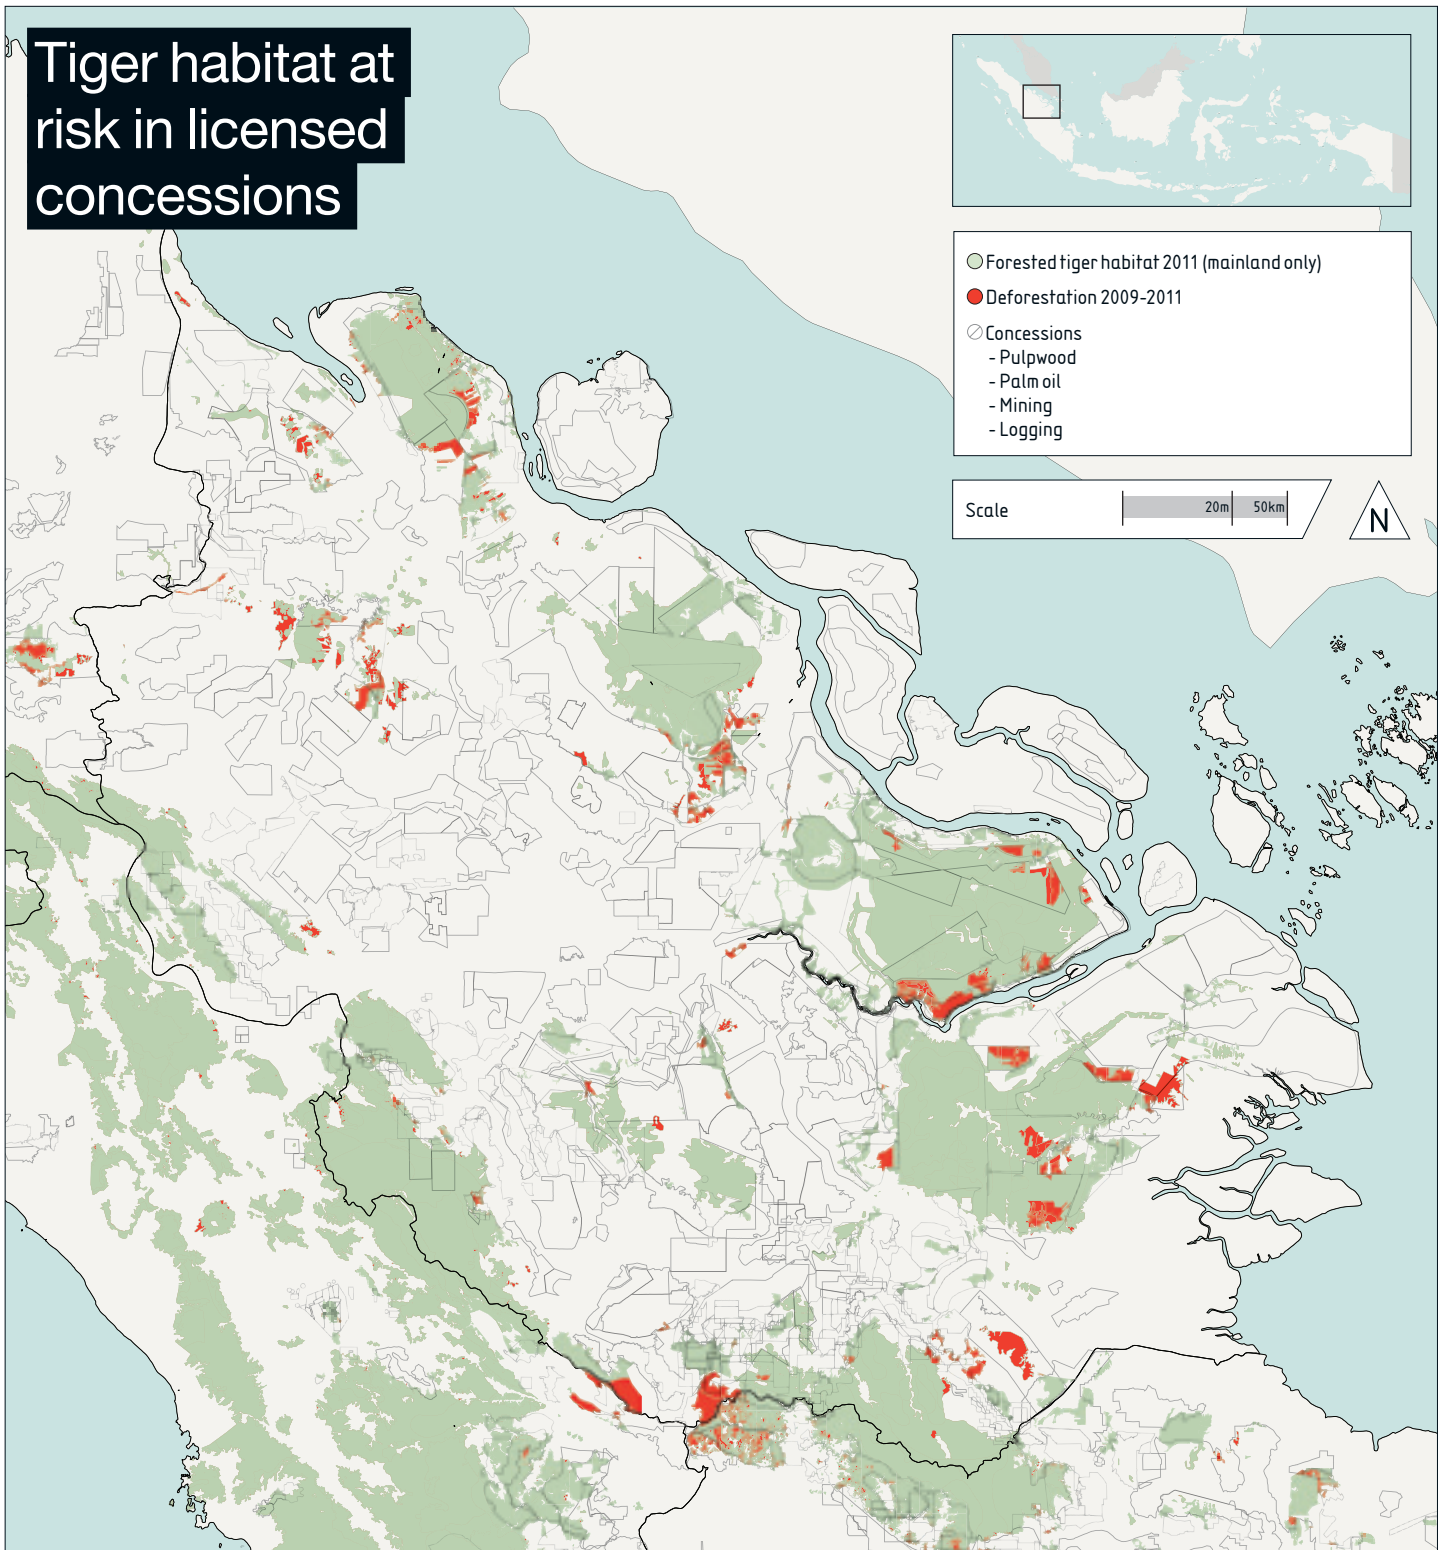 Tiger habitat at
risk in licensed
concessions
Forested tiger habitat 2011 (mainland only)
Deforestation 2009-2011
Concessions
- Pulpwood
- Palm oil
- Mining
- Logging
Scale
20m 50km
N